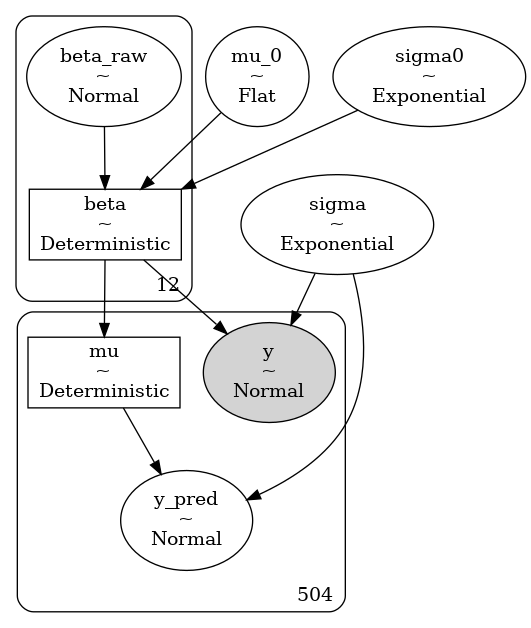 beta_raw
~
Normal
mu_0
~
Flat
sigma0
~
Exponential
beta
~
Deterministic
sigma
~
Exponential
12
mu
~
Deterministic
y
~
Normal
y_pred
~
Normal
504